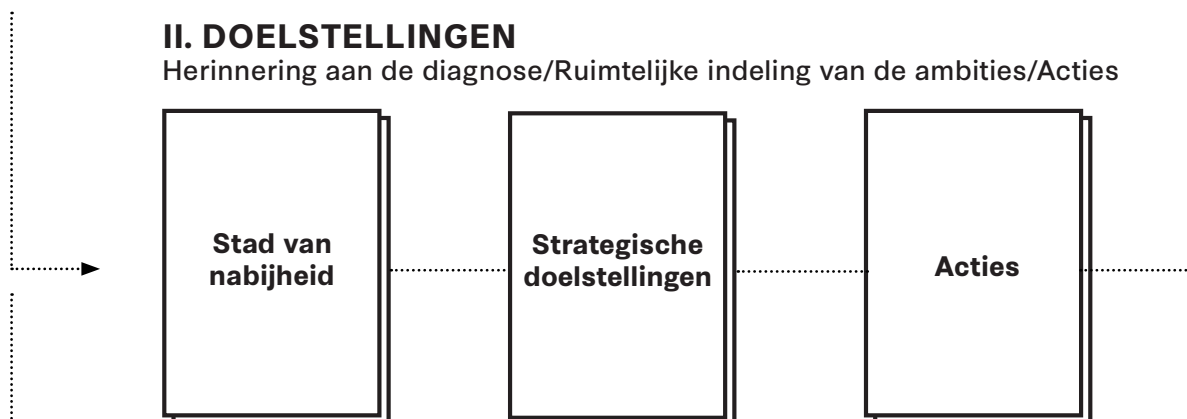 II. DOELSTELLINGEN
Herinnering aan de diagnose/Ruimtelijke indeling van de ambities/Acties
Stad van
nabijheid
Strategische
doelstellingen
Acties